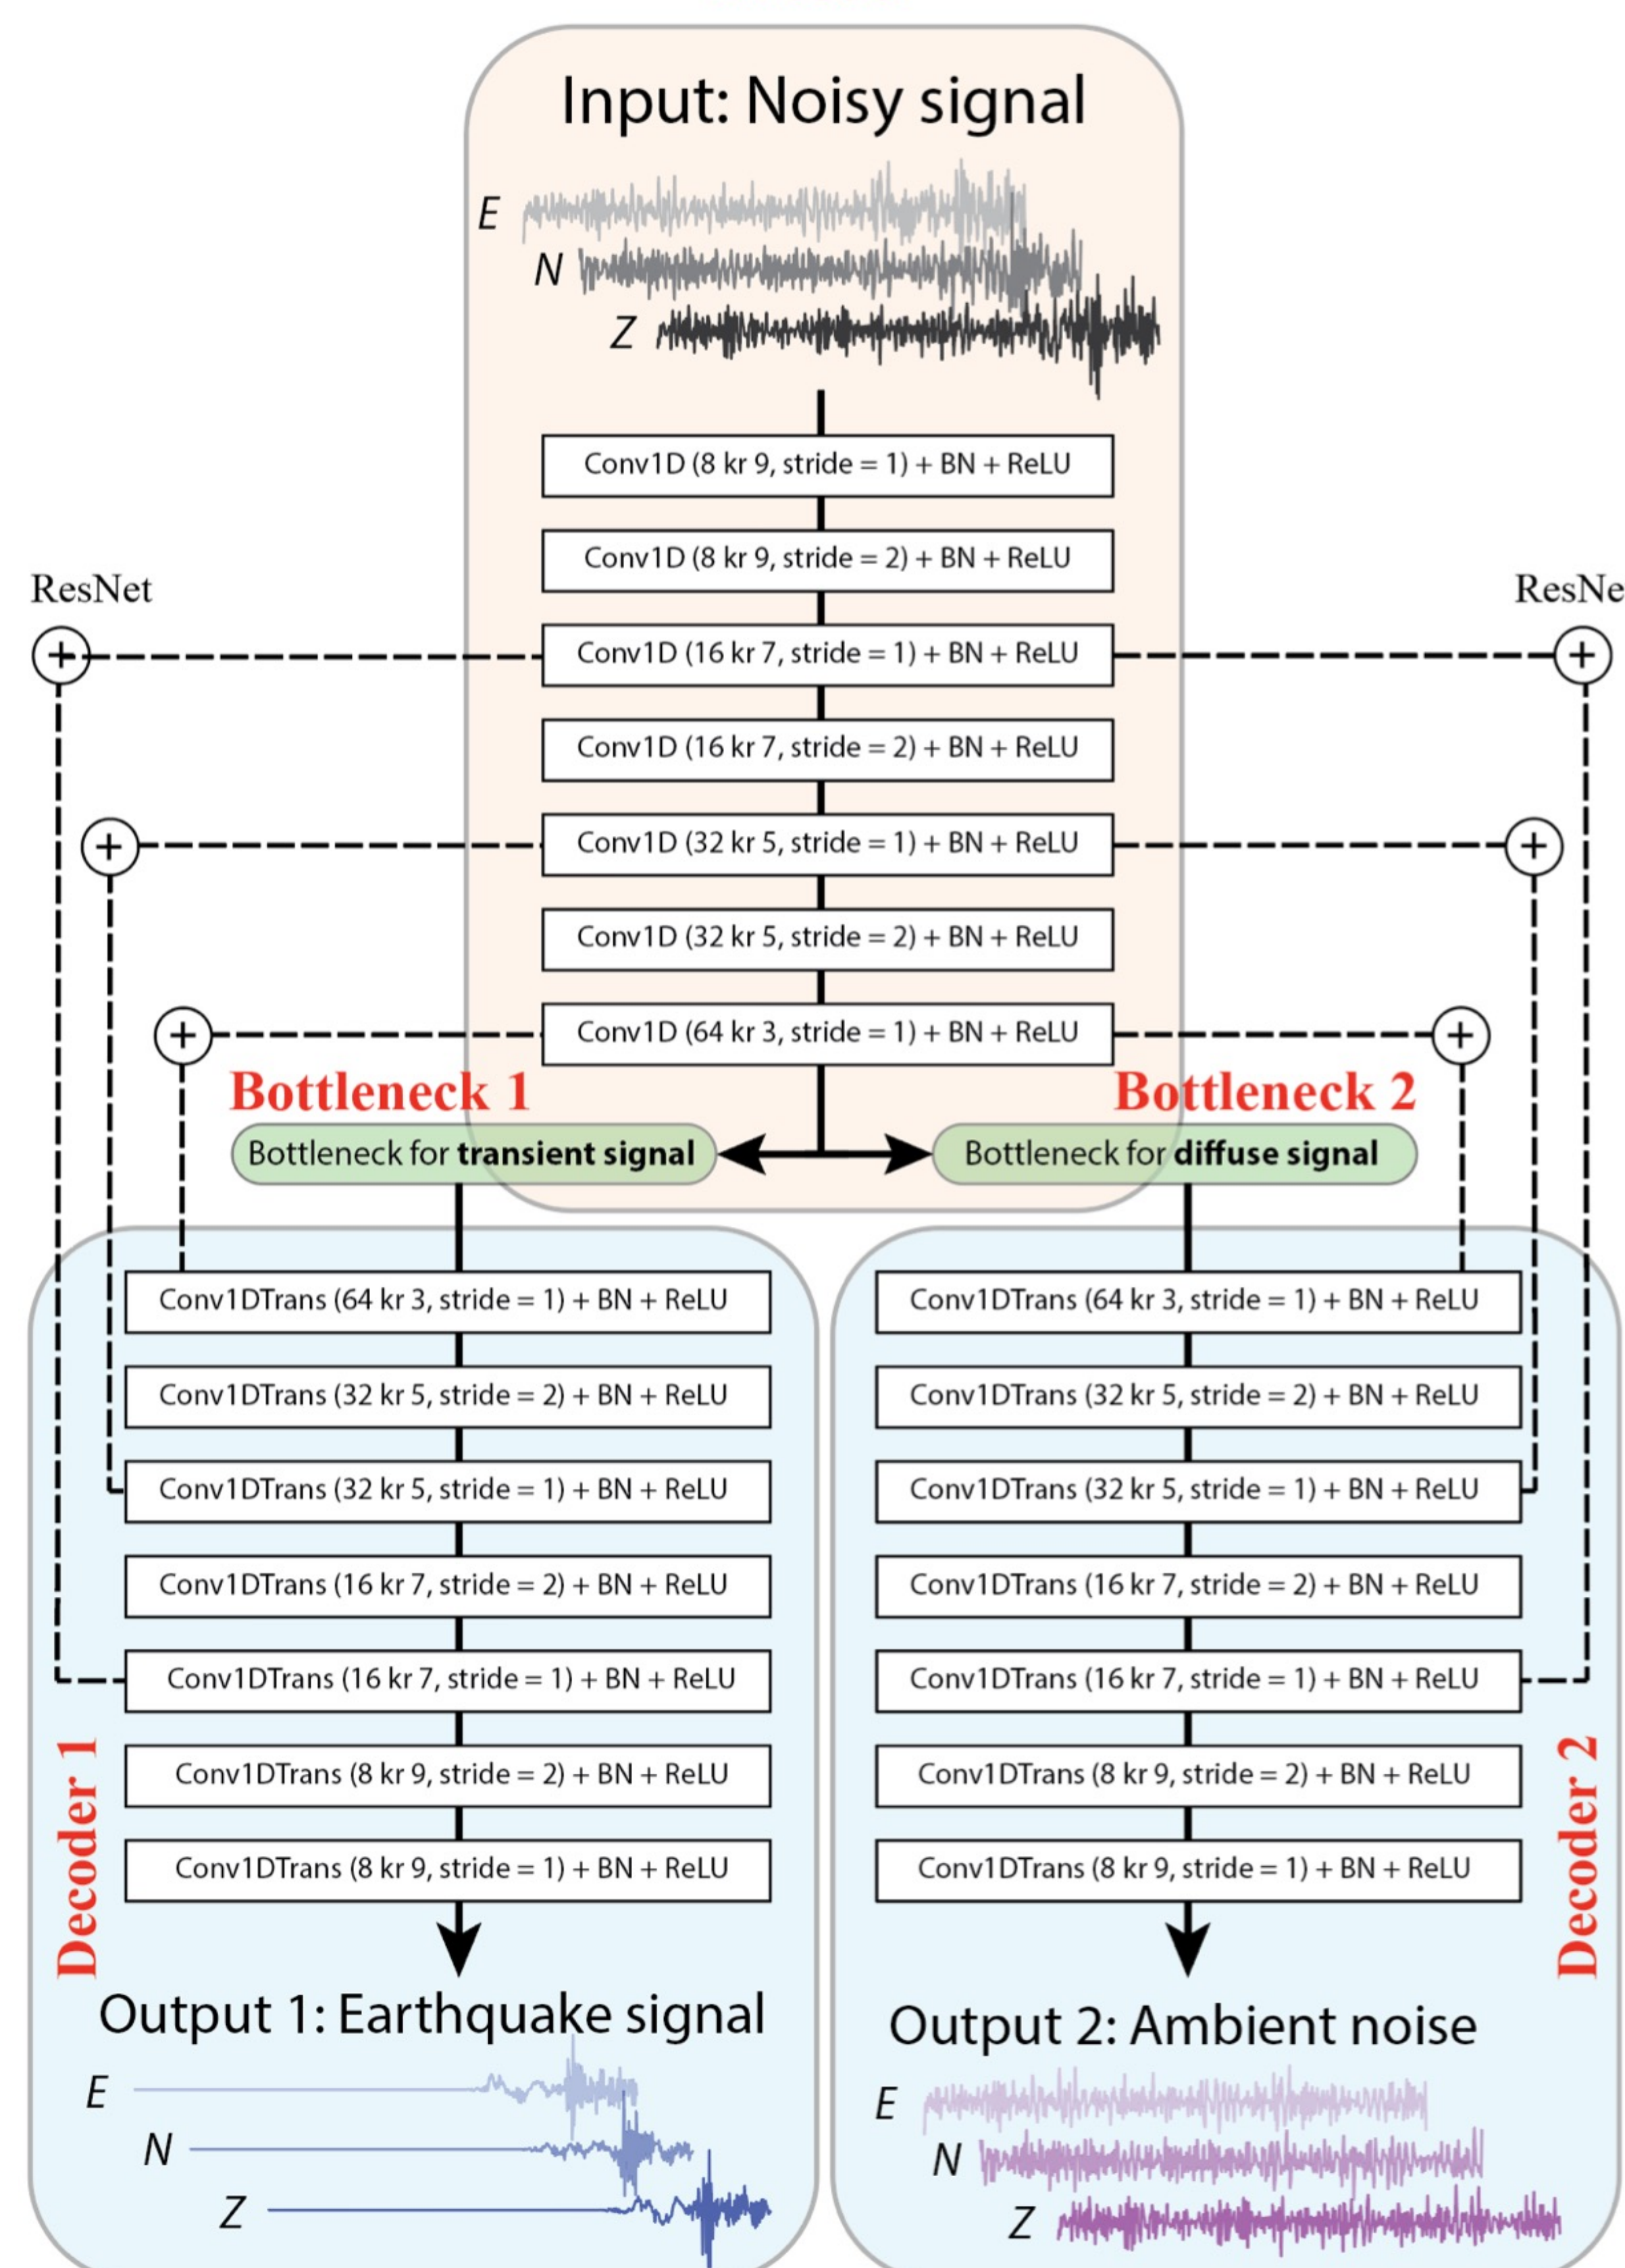 Input: Noisy signal
E
N
Z
Conv1D (8 kr 9, stride = 1) + BN + ReLU
Conv1D (8 kr 9, stride = 2) + BN + ReLU
ResNet
ResNe
+
Conv1D (16 kr 7, stride = 1) + BN + ReLU
+
Conv1D (16 kr 7, stride = 2) + BN + ReLU
+
Conv1D (32 kr 5, stride = 1) + BN + ReLU
+
Conv1D (32 kr 5, stride = 2) + BN + ReLU
+
Conv1D (64 kr 3, stride = 1) + BN + ReLU
+
Bottleneck 1
Bottleneck 2
Bottleneck for transient signal
Bottleneck for diffuse signal
Conv1DTrans (64 kr 3, stride = 1) + BN + ReLU
Conv1DTrans (32 kr 5, stride = 2) + BN + ReLU
Conv1DTrans (32 kr 5, stride = 1) + BN + ReLU
Conv1DTrans (16 kr 7, stride = 2) + BN + ReLU
Conv1DTrans (16 kr 7, stride = 1) + BN + ReLU
Conv1DTrans (8 kr 9, stride = 2) + BN + ReLU
Conv1DTrans (8 kr 9, stride = 1) + BN + ReLU
Decoder 1
Output 1: Earthquake signal
E
N
Z
Conv1DTrans (64 kr 3, stride = 1) + BN + ReLU
Conv1DTrans (32 kr 5, stride = 2) + BN + ReLU
Conv1DTrans (32 kr 5, stride = 1) + BN + ReLU
Conv1DTrans (16 kr 7, stride = 2) + BN + ReLU
Conv1DTrans (16 kr 7, stride = 1) + BN + ReLU
Conv1DTrans (8 kr 9, stride = 2) + BN + ReLU
Conv1DTrans (8 kr 9, stride = 1) + BN + ReLU
Decoder 2
Output 2: Ambient noise
E
N
Z